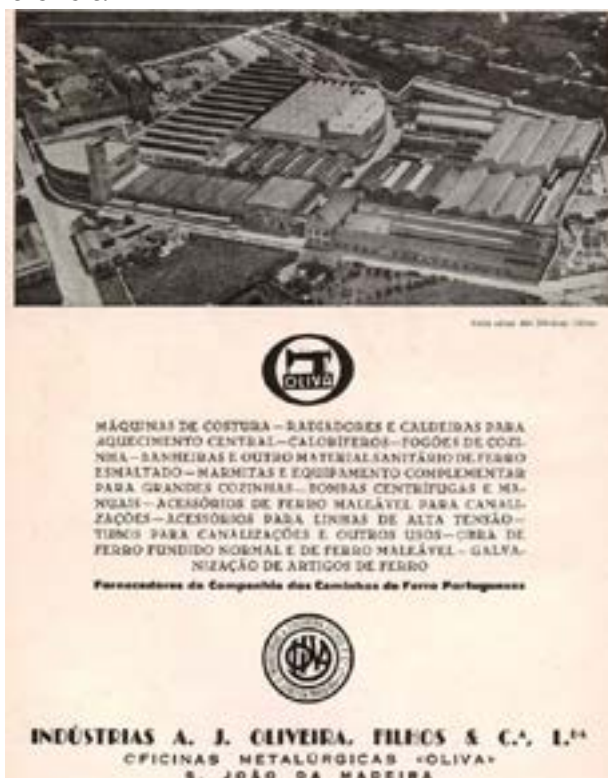 OLIVA
MÁQUINAS DE COSTURA — RADIADORES E CALDEIRAS PARA
AQUECIMENTO CENTRAL — CALORÍFEROS — FOGÕES DE COZI-
NHA — BANHEIRAS E OUTRO MATERIAL SANITÁRIO DE FERRO
ESMALTADO — MARMITAS E EQUIPAMENTO COMPLEMENTAR
PARA GRANDES COZINHAS — BOMBAS CENTRÍFUGAS E MA-
NUAIS — ACESSÓRIOS DE FERRO MALEÁVEL PARA CANALI-
ZAÇÕES — ACESSÓRIOS PARA LINHAS DE ALTA TENSÃO —
TUBOS PARA CANALIZAÇÕES E OUTROS USOS — OBRA DE
FERRO FUNDIDO NORMAL E DE FERRO MALEÁVEL — GALVA-
NIZAÇÃO DE ARTIGOS DE FERRO
Fornecedores da Companhia dos Caminhos de Ferro Portugueses
INDÚSTRIAS A. J. OLIVEIRA, FILHOS & C.ª, L.DA
OFICINAS METALÚRGICAS «OLIVA»
S. JOÃO DA MADEIRA